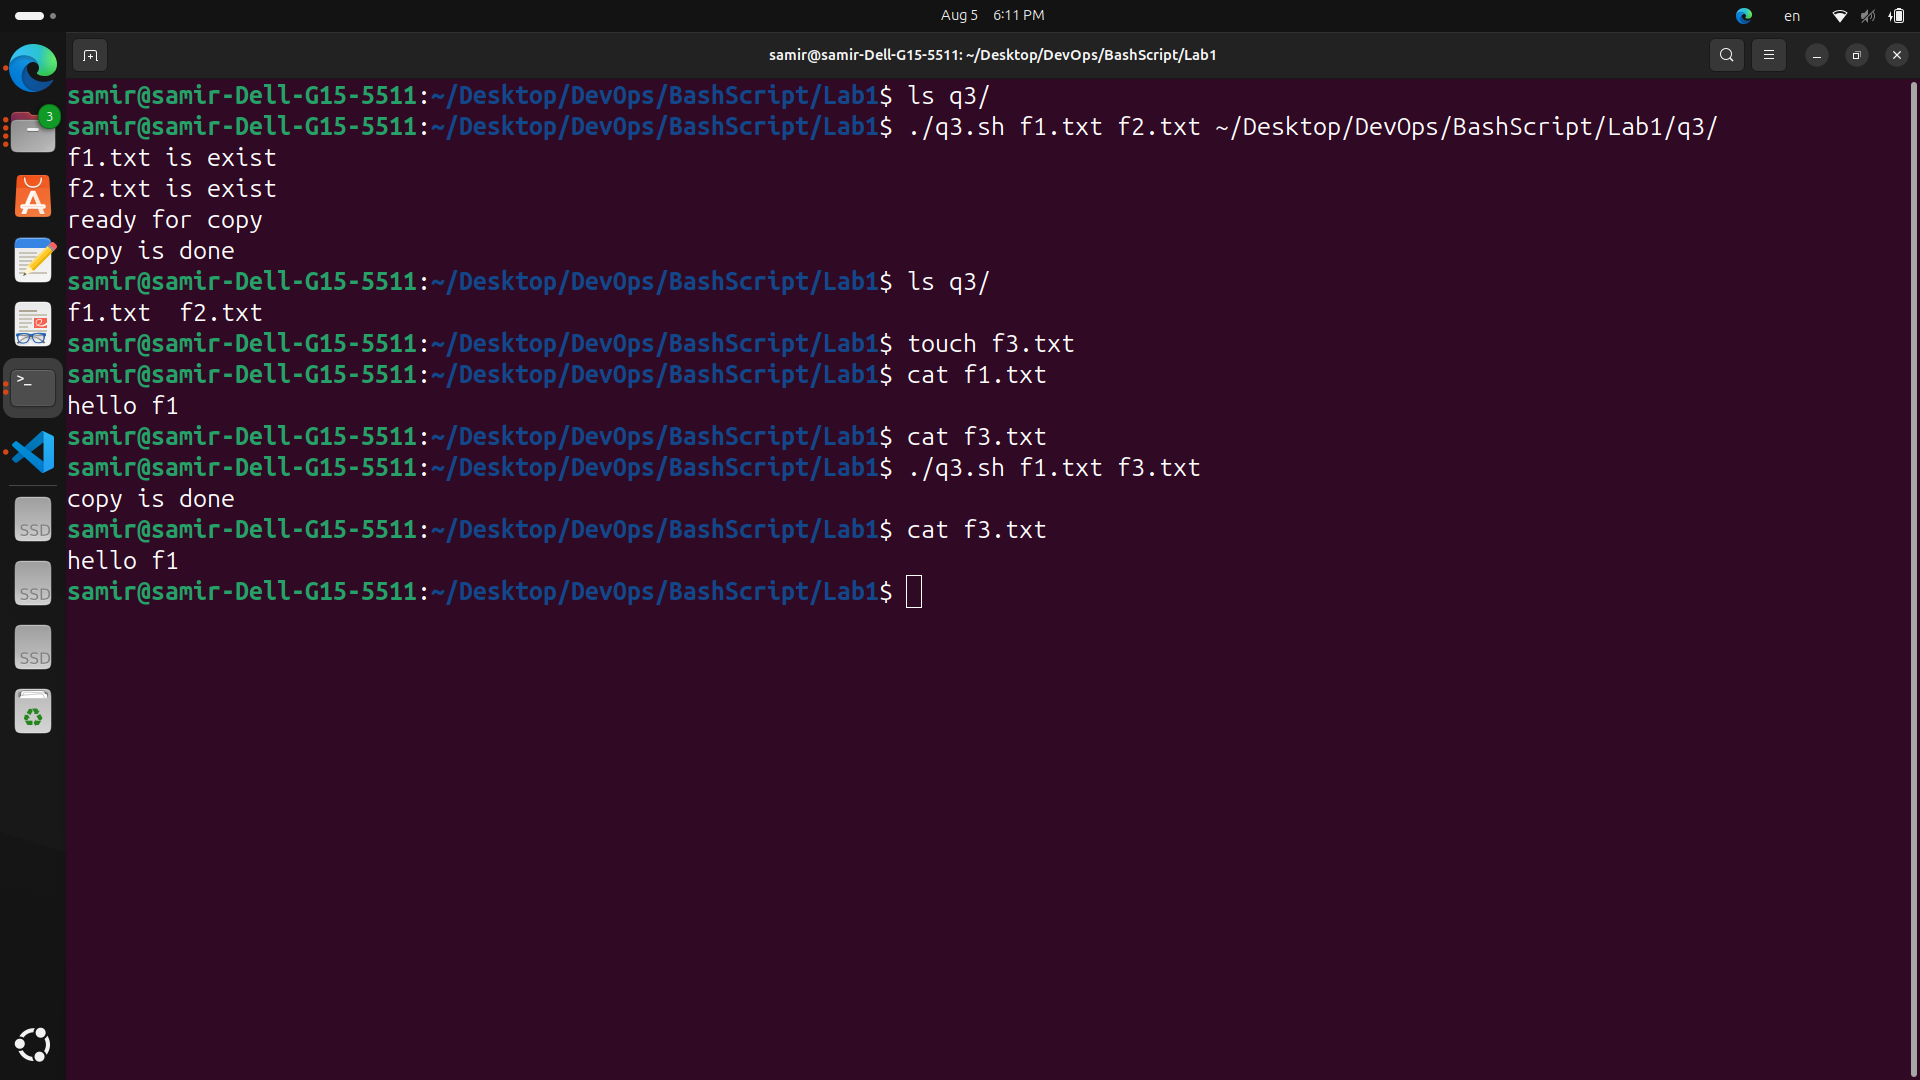 Aug 5 6:11 PM
en
samir@samir-Dell-G15-5511: ~/Desktop/DevOps/BashScript/Lab1
3
samir@samir-Dell-G15-5511:~/Desktop/DevOps/BashScript/Lab1$ ls q3/
samir@samir-Dell-G15-5511:~/Desktop/DevOps/BashScript/Lab1$ ./q3.sh f1.txt f2.txt ~/Desktop/DevOps/BashScript/Lab1/q3/
f1.txt is exist
f2.txt is exist
ready for copy
copy is done
samir@samir-Dell-G15-5511:~/Desktop/DevOps/BashScript/Lab1$ ls q3/
f1.txt  f2.txt
samir@samir-Dell-G15-5511:~/Desktop/DevOps/BashScript/Lab1$ touch f3.txt
samir@samir-Dell-G15-5511:~/Desktop/DevOps/BashScript/Lab1$ cat f1.txt
hello f1
samir@samir-Dell-G15-5511:~/Desktop/DevOps/BashScript/Lab1$ cat f3.txt
samir@samir-Dell-G15-5511:~/Desktop/DevOps/BashScript/Lab1$ ./q3.sh f1.txt f3.txt
copy is done
samir@samir-Dell-G15-5511:~/Desktop/DevOps/BashScript/Lab1$ cat f3.txt
hello f1
samir@samir-Dell-G15-5511:~/Desktop/DevOps/BashScript/Lab1$
SSD
SSD
SSD